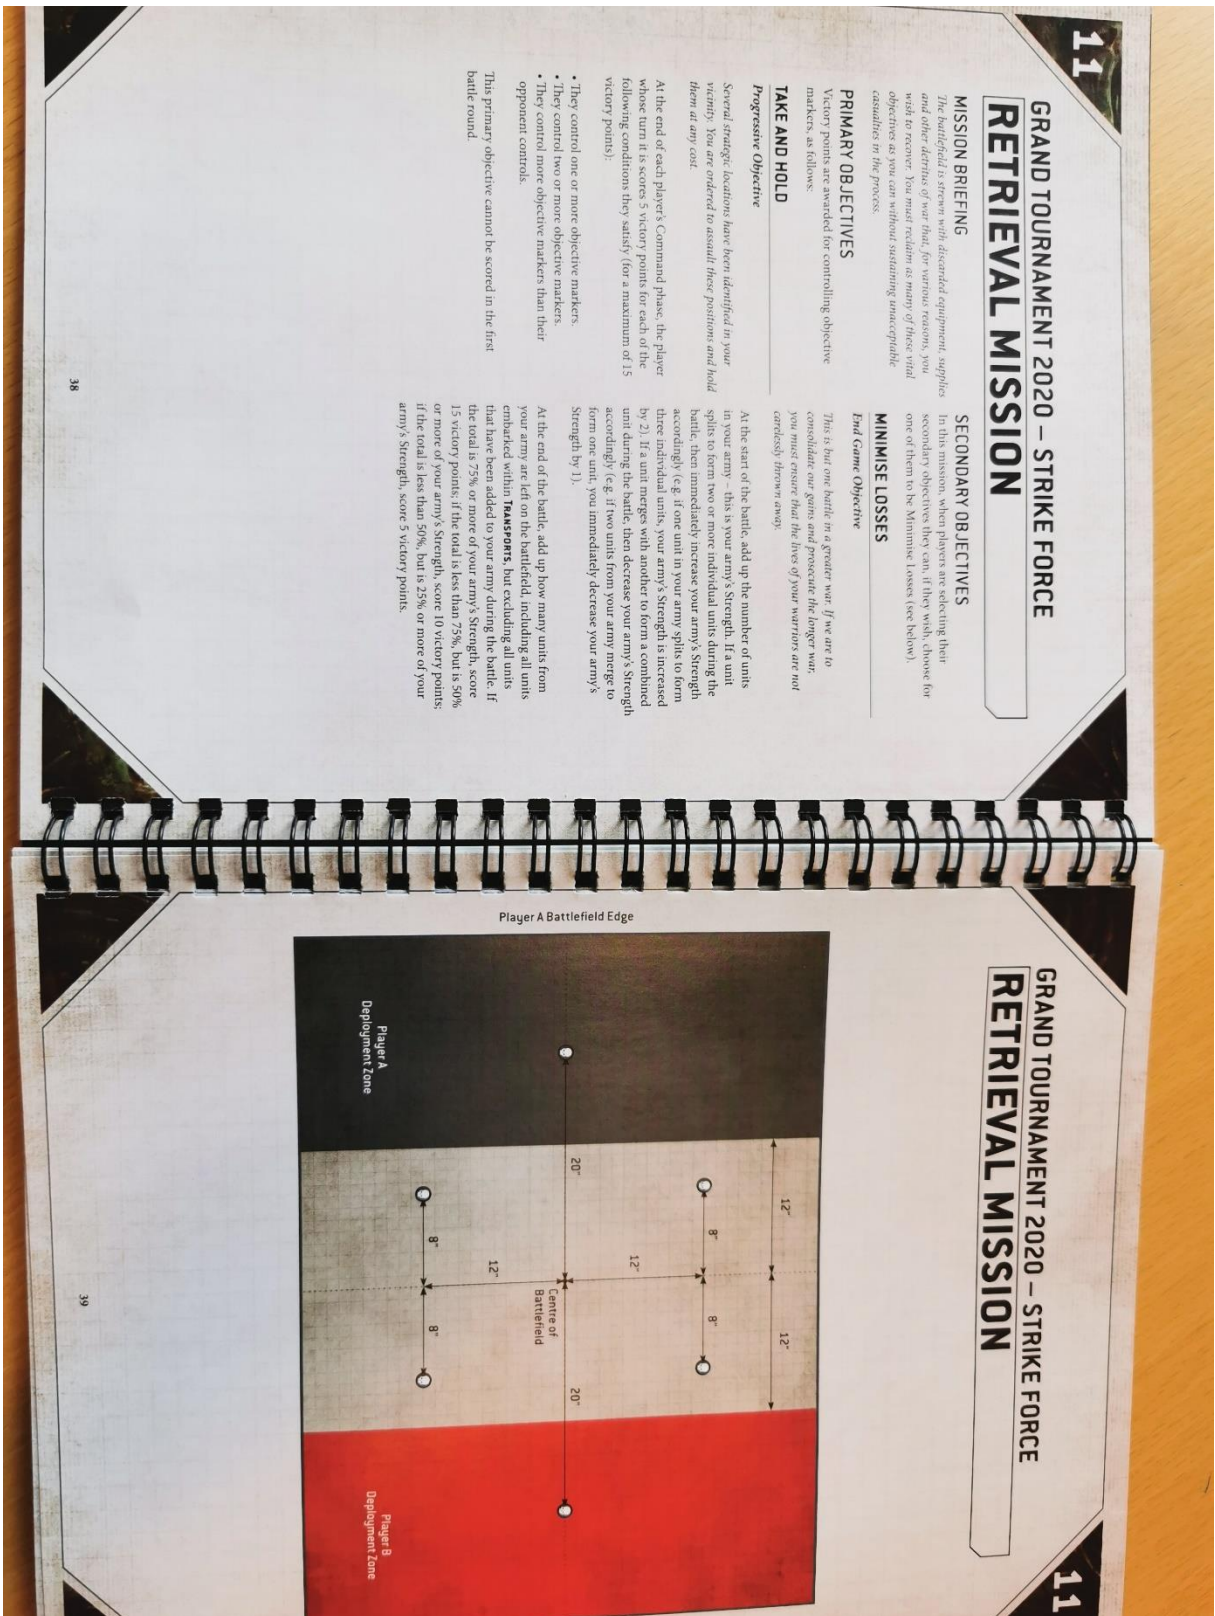 11
GRAND TOURNAMENT 2020 – STRIKE FORCE
RETRIEVAL MISSION
MISSION BRIEFING
The battlefield is strewn with discarded equipment, supplies
and other detritus of war that, for various reasons, you
wish to recover. You must reclaim as many of these vital
objectives as you can without sustaining unacceptable
casualties in the process.
PRIMARY OBJECTIVES
Victory points are awarded for controlling objective
markers, as follows:
TAKE AND HOLD
Progressive Objective
Several strategic locations have been identified in your
vicinity. You are ordered to assault these positions and hold
them at any cost.
At the end of each player's Command phase, the player
whose turn it is scores 5 victory points for each of the
following conditions they satisfy (for a maximum of 15
victory points):
• They control one or more objective markers.
• They control two or more objective markers.
• They control more objective markers than their
opponent controls.
This primary objective cannot be scored in the first
battle round.
SECONDARY OBJECTIVES
In this mission, when players are selecting their
secondary objectives they can, if they wish, choose for
one of them to be Minimise Losses (see below).
MINIMISE LOSSES
End Game Objective
This is but one battle in a greater war. If we are to
consolidate our gains and prosecute the longer war,
you must ensure that the lives of your warriors are not
carelessly thrown away.
At the start of the battle, add up the number of units
in your army – this is your army's Strength. If a unit
splits to form two or more individual units during the
battle, then immediately increase your army's Strength
accordingly (e.g. if one unit in your army splits to form
three individual units, your army's Strength is increased
by 2). If a unit merges with another to form a combined
unit during the battle, then decrease your army's Strength
accordingly (e.g. if two units from your army merge to
form one unit, you immediately decrease your army's
Strength by 1).
At the end of the battle, add up how many units from
your army are left on the battlefield, including all units
embarked within TRANSPORTS, but excluding all units
that have been added to your army during the battle. If
the total is 75% or more of your army's Strength, score
15 victory points; if the total is less than 75%, but is 50%
or more of your army's Strength, score 10 victory points;
if the total is less than 50%, but is 25% or more of your
army's Strength, score 5 victory points.
38
GRAND TOURNAMENT 2020 – STRIKE FORCE
RETRIEVAL MISSION
11
Player A Battlefield Edge
12"
12"
8"
8"
12"
20"
20"
Centre of
Battlefield
12"
8"
8"
Player A
Deployment Zone
Player B
Deployment Zone
39